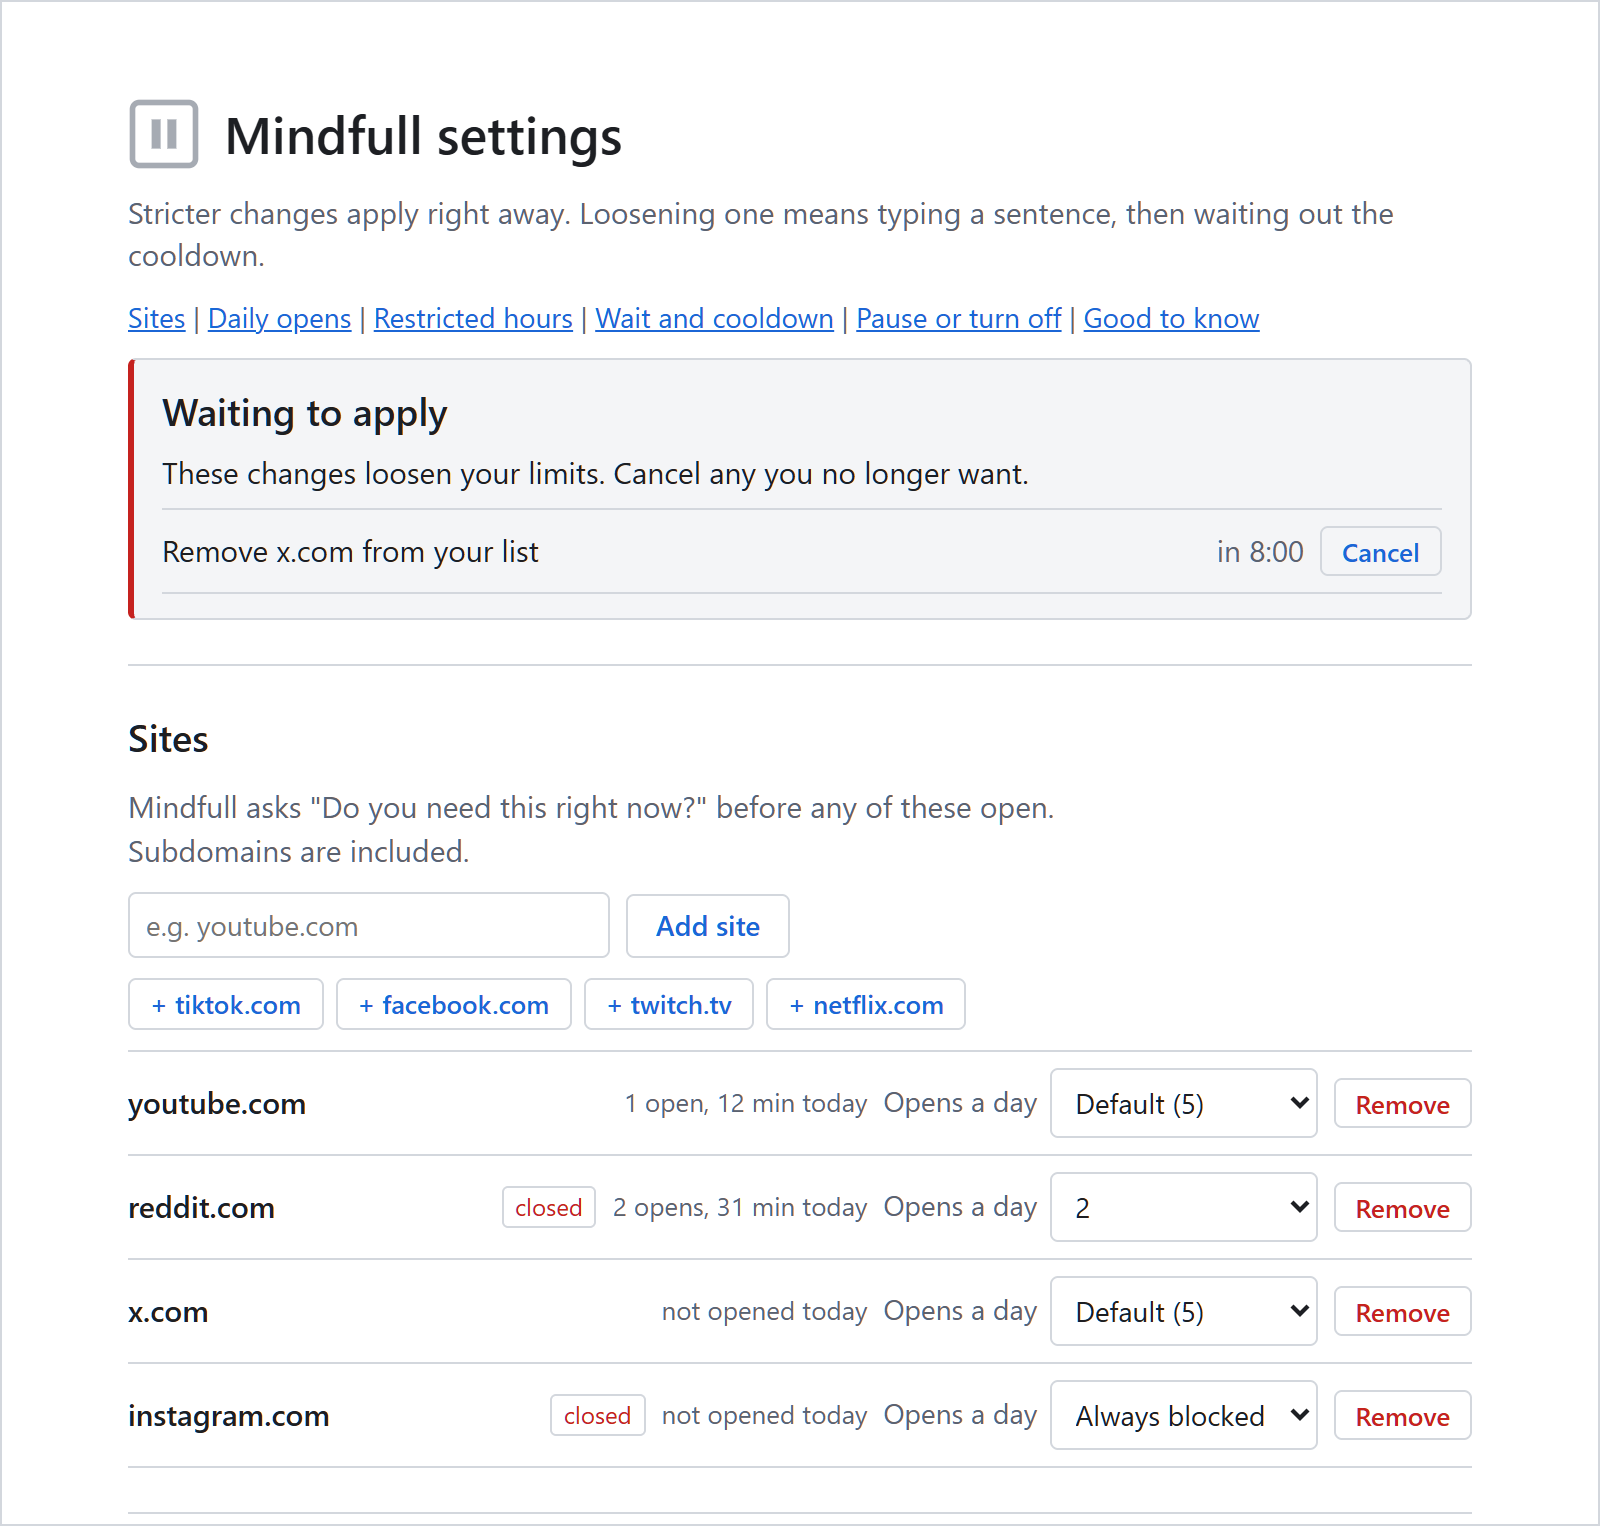 Mindfull settings
Stricter changes apply right away. Loosening one means typing a sentence, then waiting out the
cooldown.
Sites | Daily opens | Restricted hours | Wait and cooldown | Pause or turn off | Good to know
Waiting to apply
These changes loosen your limits. Cancel any you no longer want.
Remove x.com from your list in 8:00 Cancel
Sites
Mindfull asks "Do you need this right now?" before any of these open.
Subdomains are included.
e.g. youtube.com Add site
+ tiktok.com + facebook.com + twitch.tv + netflix.com
youtube.com 1 open, 12 min today Opens a day Default (5) Remove
reddit.com closed 2 opens, 31 min today Opens a day 2 Remove
x.com not opened today Opens a day Default (5) Remove
instagram.com closed not opened today Opens a day Always blocked Remove